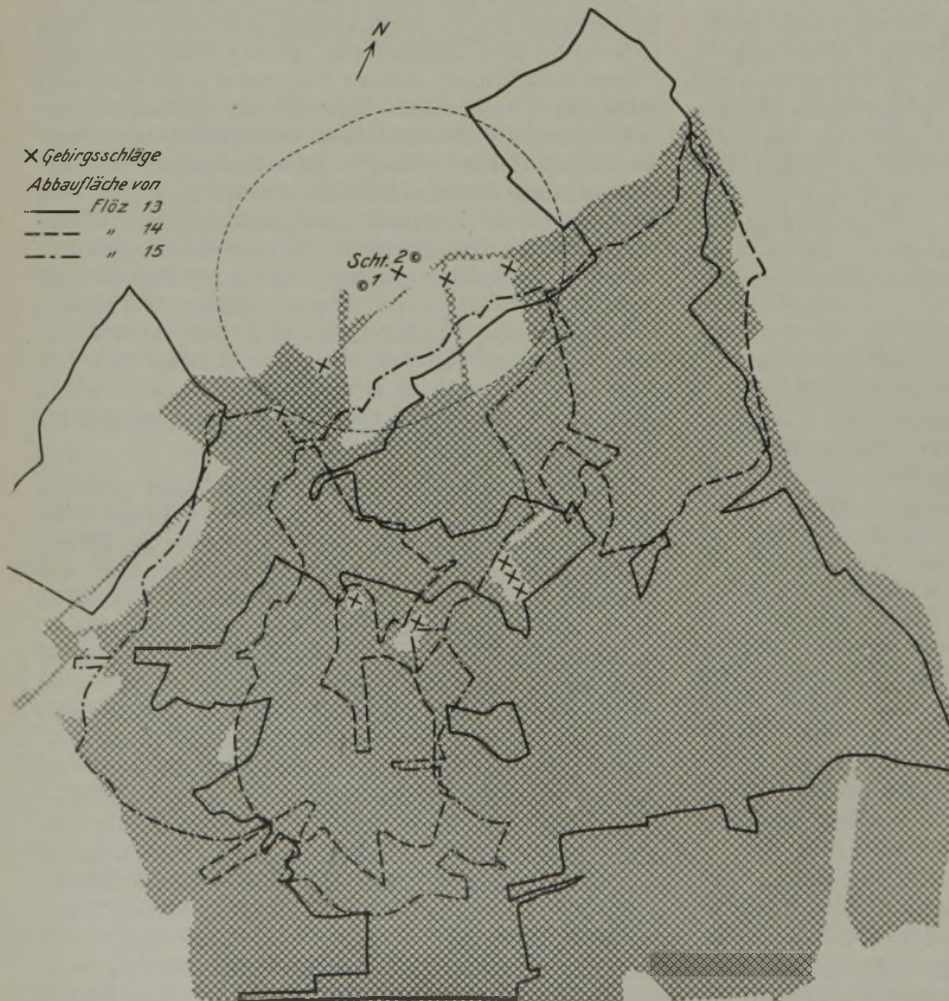 N
× Gebirgsschläge
Abbaufläche von
Flöz 13
" 14
" 15
Scht. 2
1